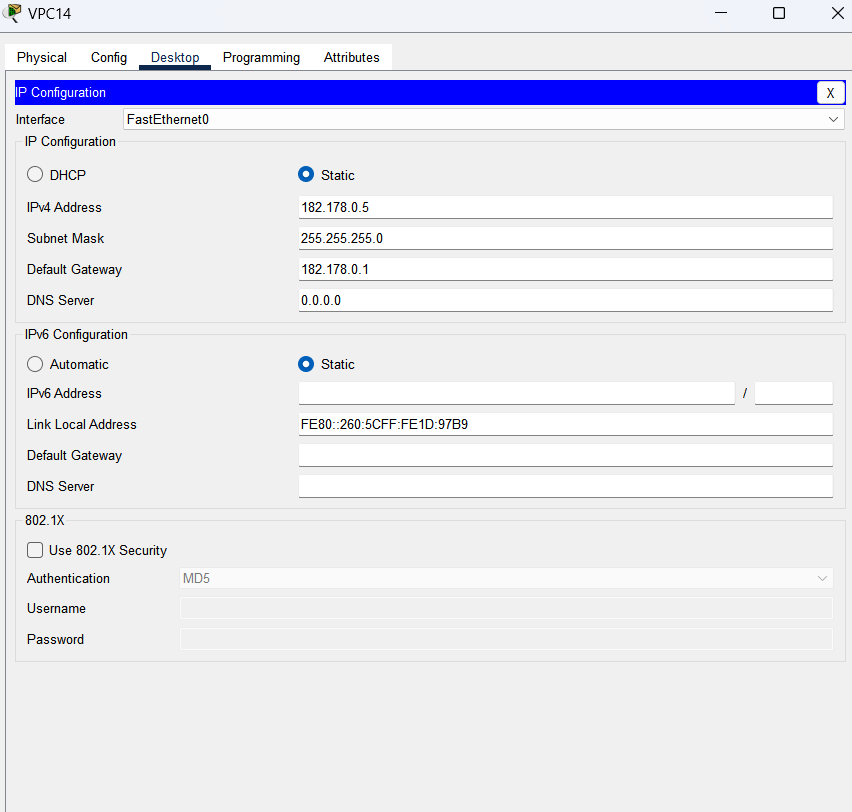 VPC14
Physical Config Desktop Programming Attributes
IP Configuration X
Interface FastEthernet0
IP Configuration
DHCP Static
IPv4 Address 182.178.0.5
Subnet Mask 255.255.255.0
Default Gateway 182.178.0.1
DNS Server 0.0.0.0
IPv6 Configuration
Automatic Static
IPv6 Address /
Link Local Address FE80::260:5CFF:FE1D:97B9
Default Gateway
DNS Server
802.1X
Use 802.1X Security
Authentication MD5
Username
Password